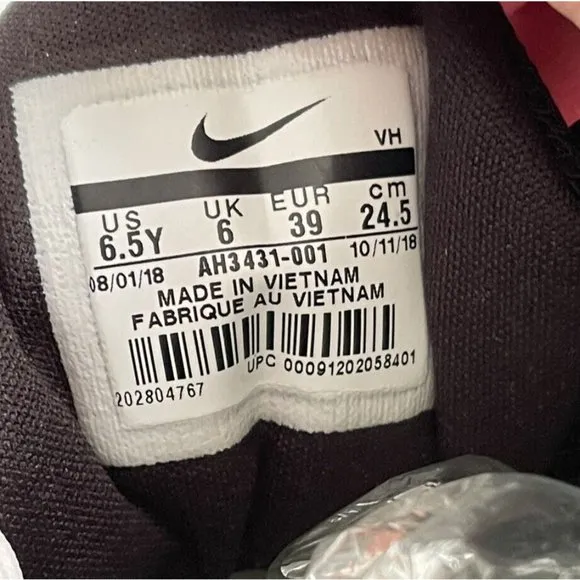 VH
US UK EUR cm
6.5Y 6 39 24.5
08/01/18 AH3431-001 10/11/18
MADE IN VIETNAM
FABRIQUE AU VIETNAM
202804767 UPC 00091202058401